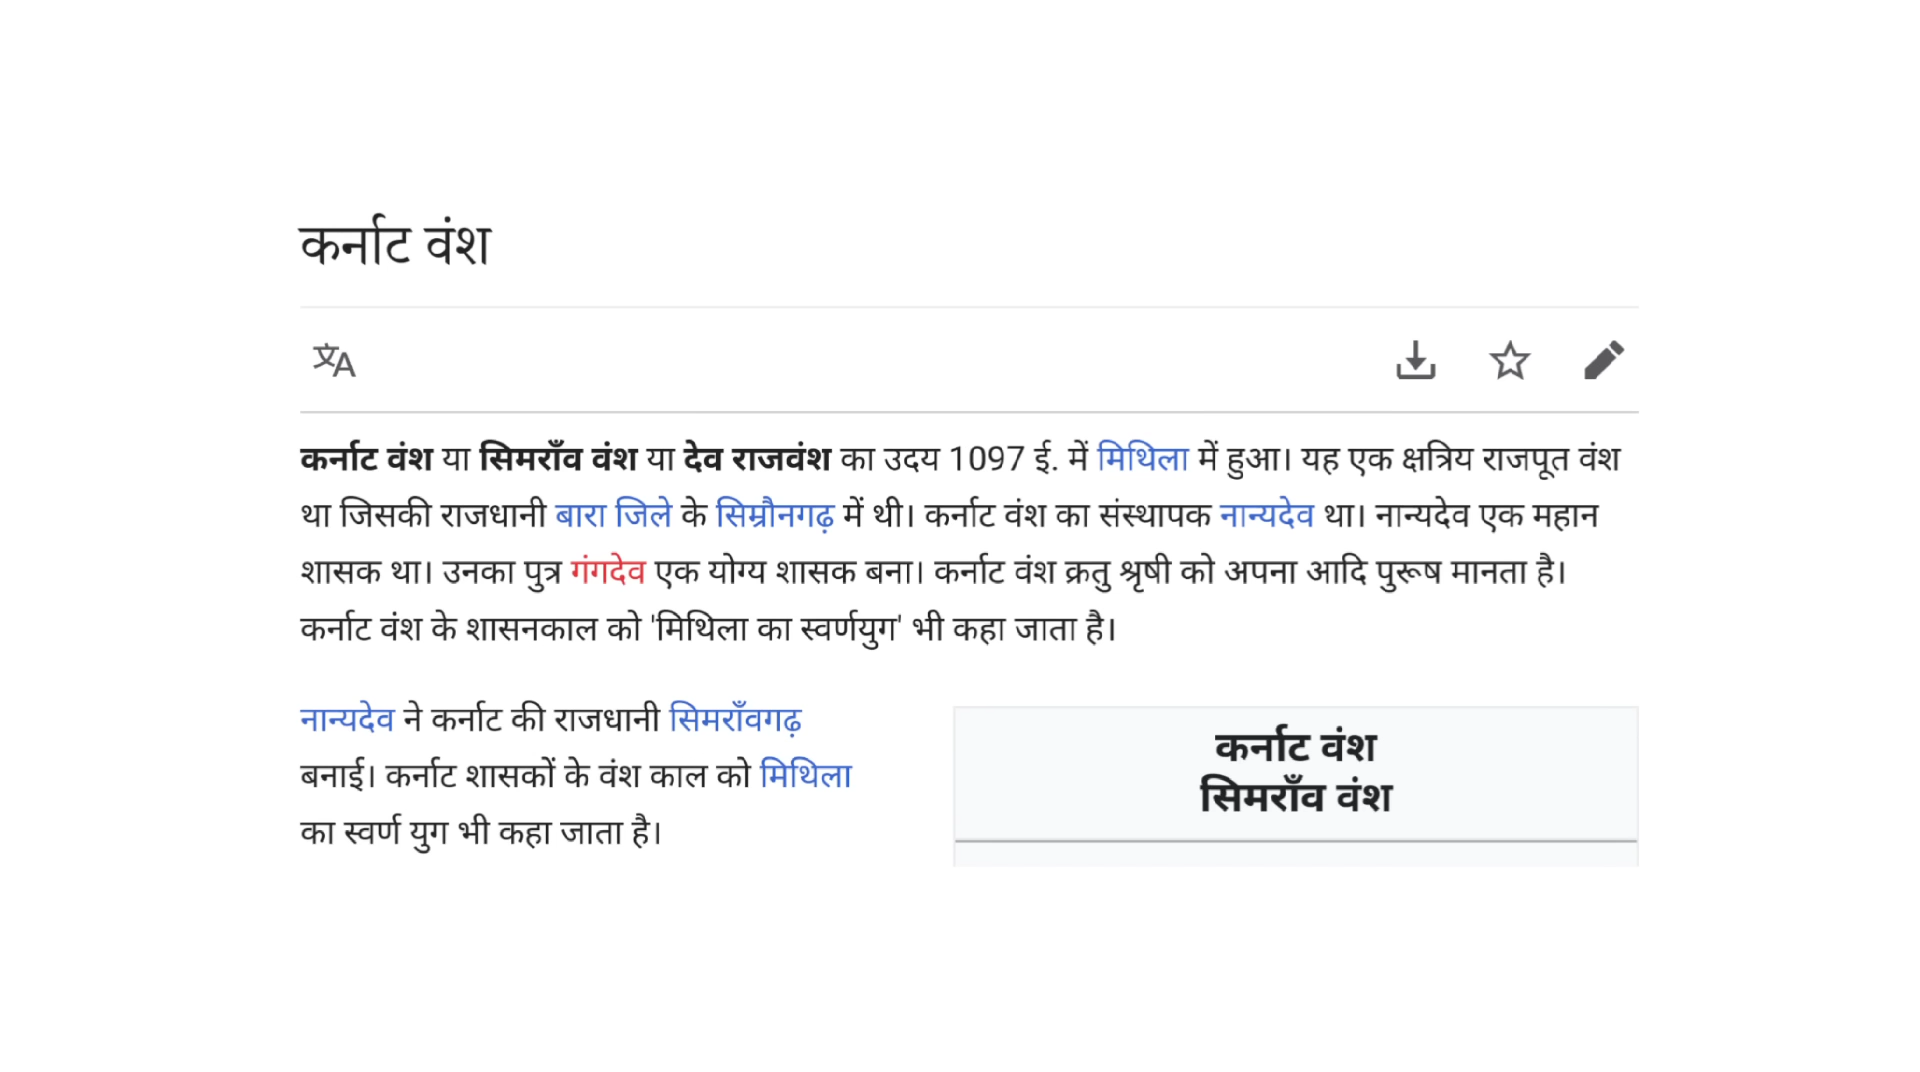 कर्नाट वंश
文A
कर्नाट वंश या सिमराँव वंश या देव राजवंश का उदय 1097 ई. में मिथिला में हुआ। यह एक क्षत्रिय राजपूत वंश
था जिसकी राजधानी बारा जिले के सिम्रौनगढ़ में थी। कर्नाट वंश का संस्थापक नान्यदेव था। नान्यदेव एक महान
शासक था। उनका पुत्र गंगदेव एक योग्य शासक बना। कर्नाट वंश क्रतु श्रृषी को अपना आदि पुरूष मानता है।
कर्नाट वंश के शासनकाल को 'मिथिला का स्वर्णयुग' भी कहा जाता है।
नान्यदेव ने कर्नाट की राजधानी सिमराँवगढ़
बनाई। कर्नाट शासकों के वंश काल को मिथिला
का स्वर्ण युग भी कहा जाता है।
कर्नाट वंश
सिमराँव वंश